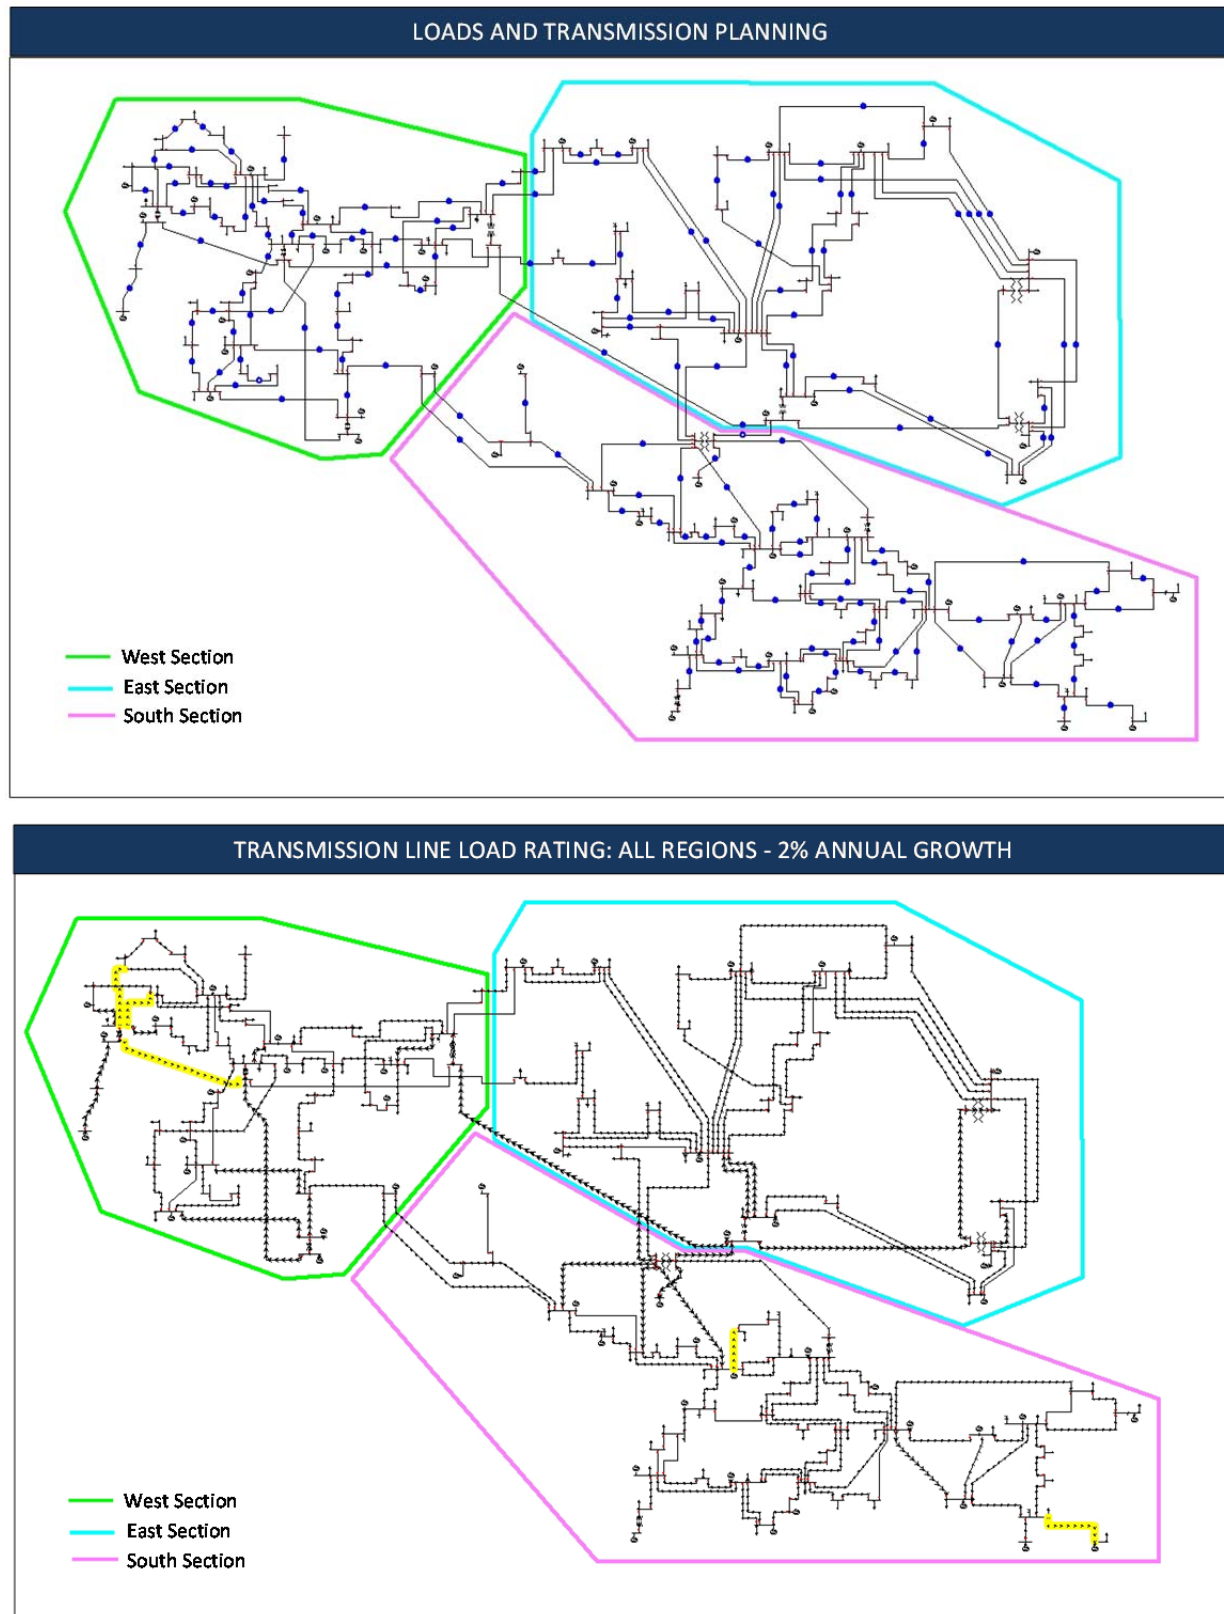 LOADS AND TRANSMISSION PLANNING
West Section
East Section
South Section
TRANSMISSION LINE LOAD RATING: ALL REGIONS - 2% ANNUAL GROWTH
West Section
East Section
South Section